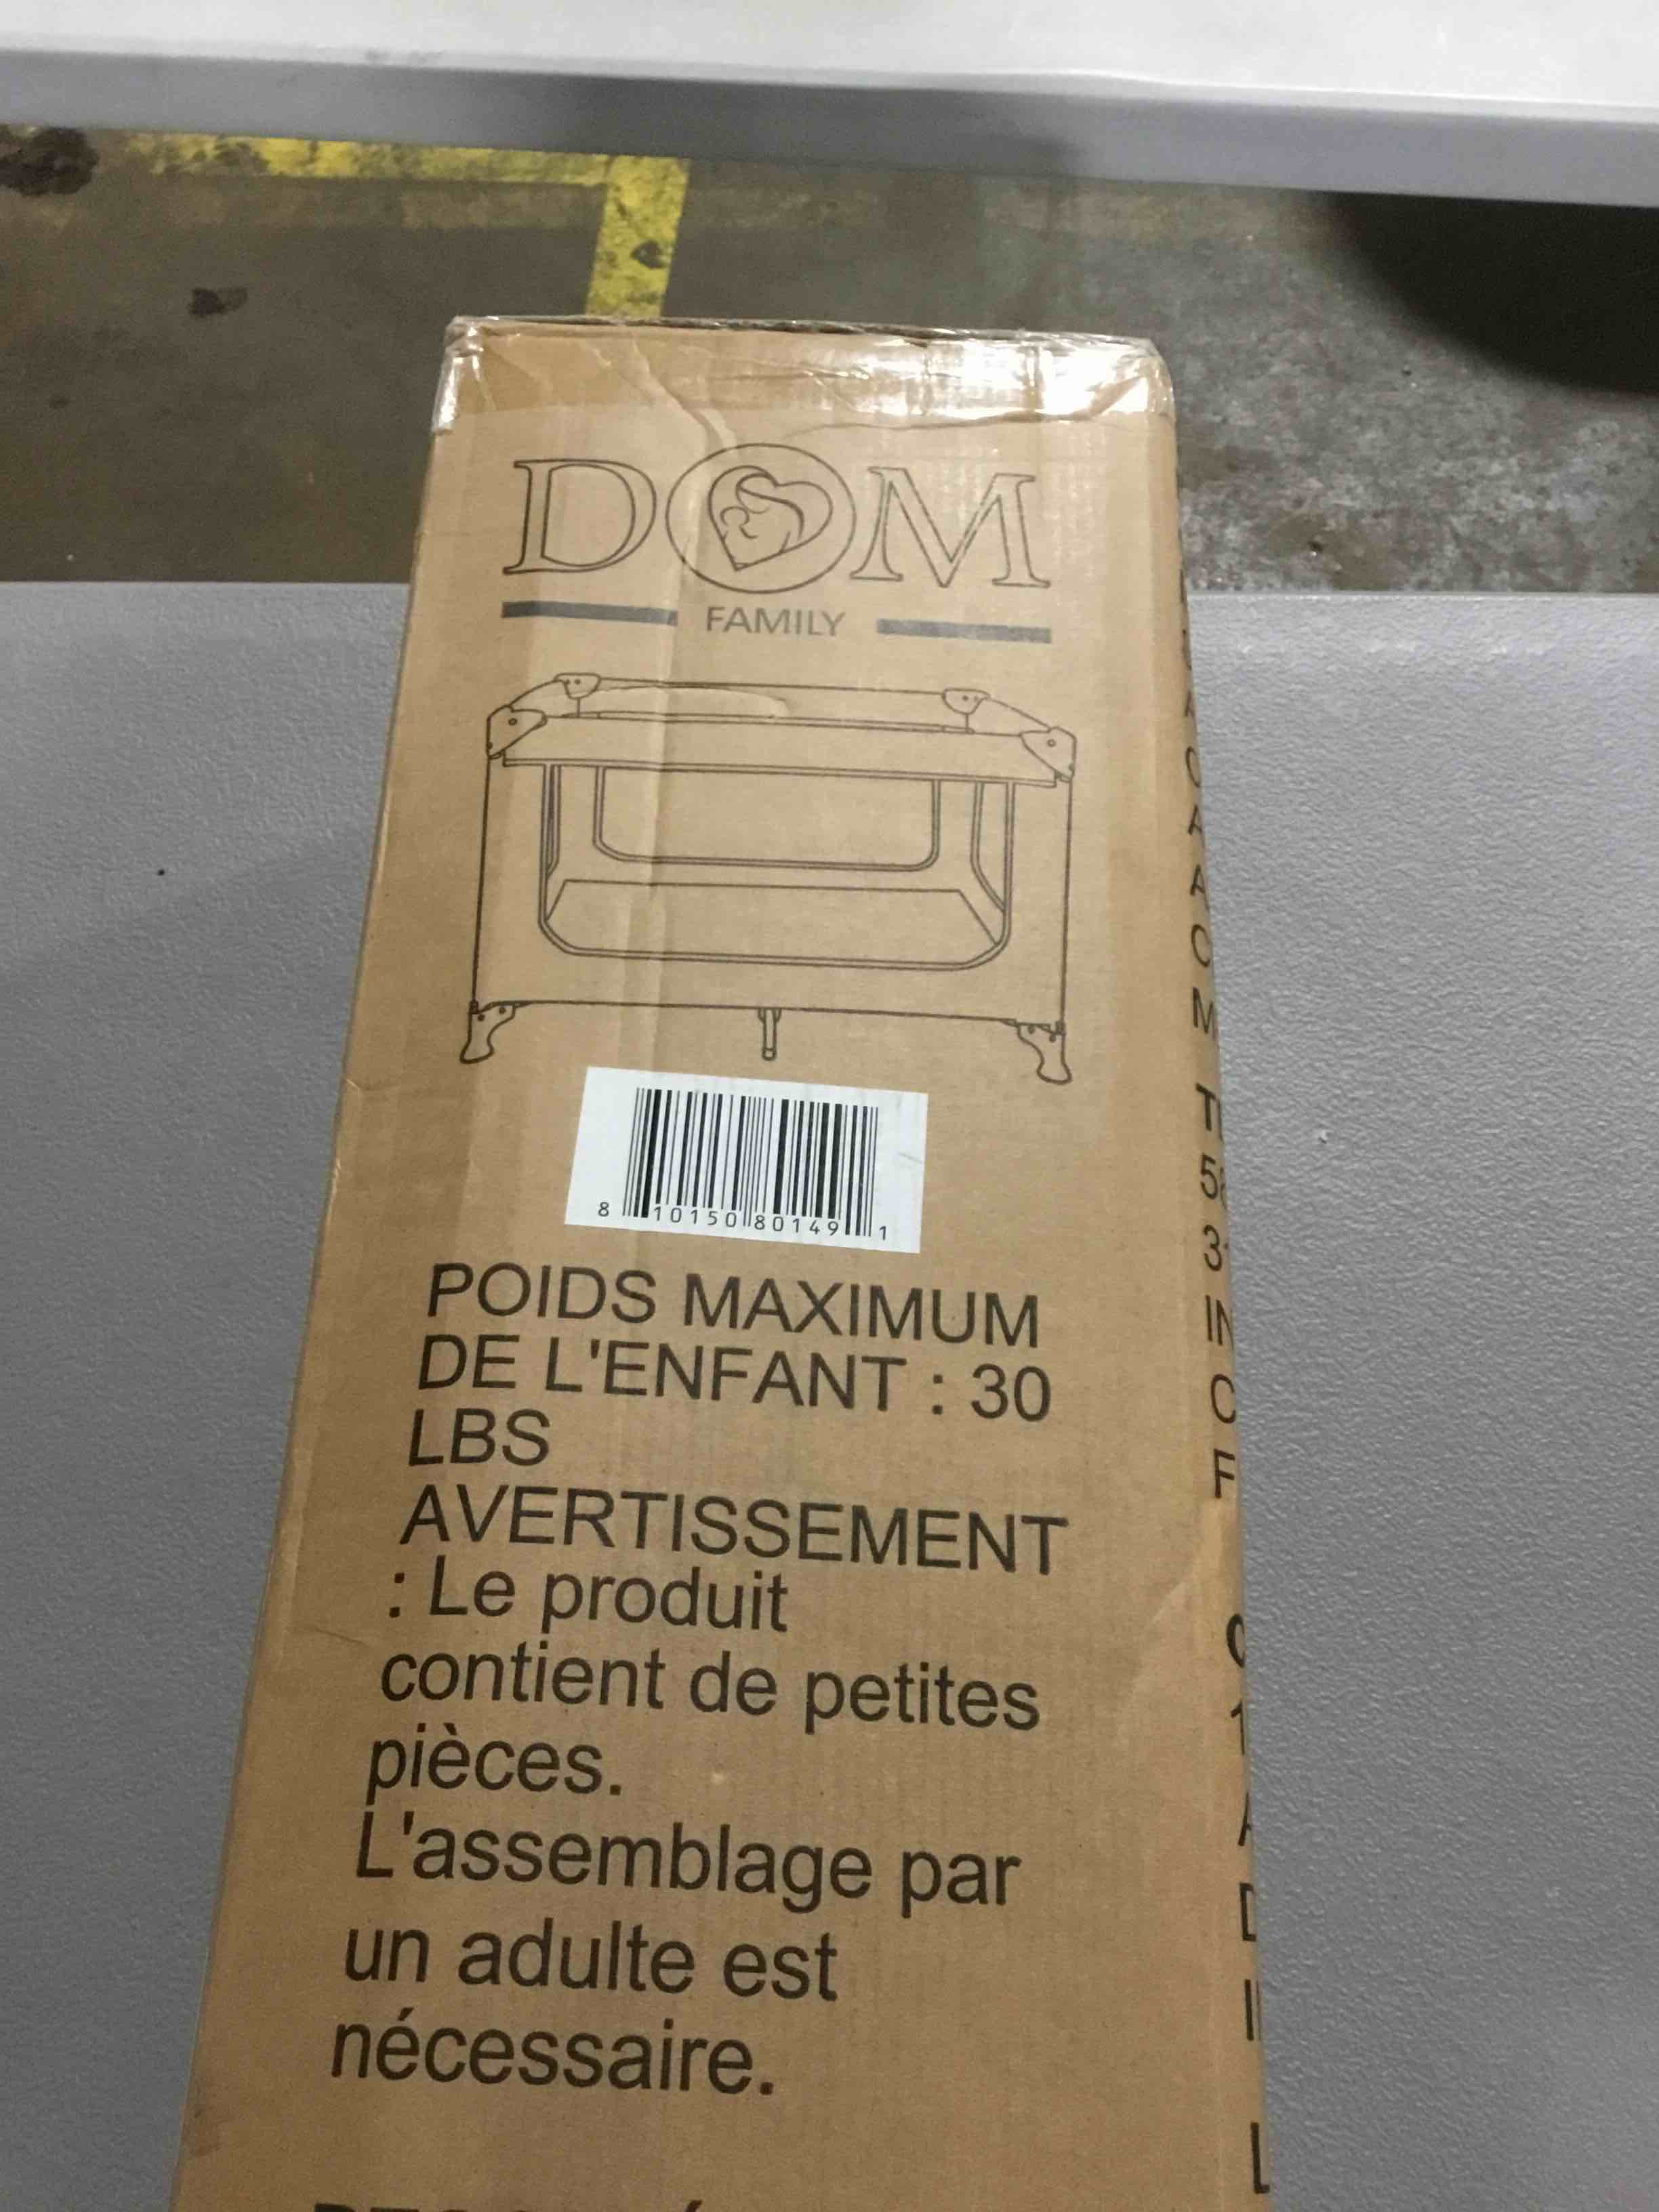 DOM
FAMILY
8 10150 80149 1
POIDS MAXIMUM
DE L'ENFANT : 30
LBS
AVERTISSEMENT
: Le produit
contient de petites
pièces.
L'assemblage par
un adulte est
nécessaire.